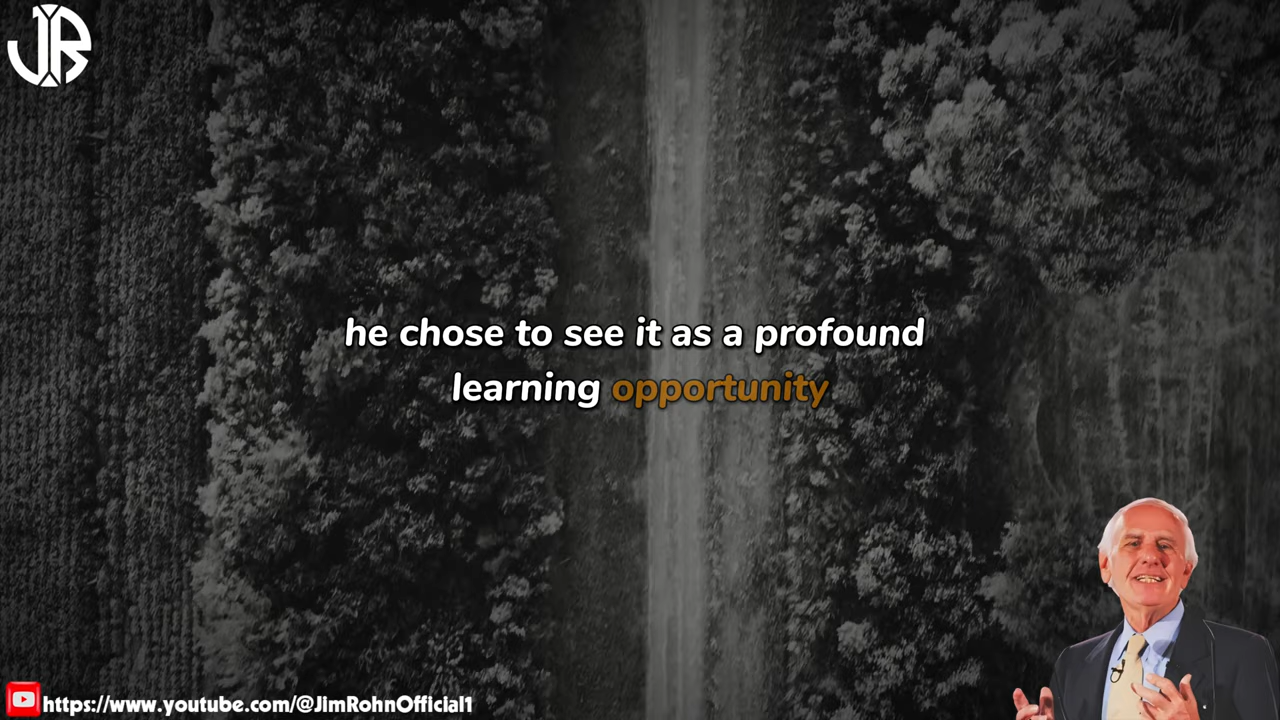 JR
he chose to see it as a profound
learning opportunity
https://www.youtube.com/@JimRohnOfficial1